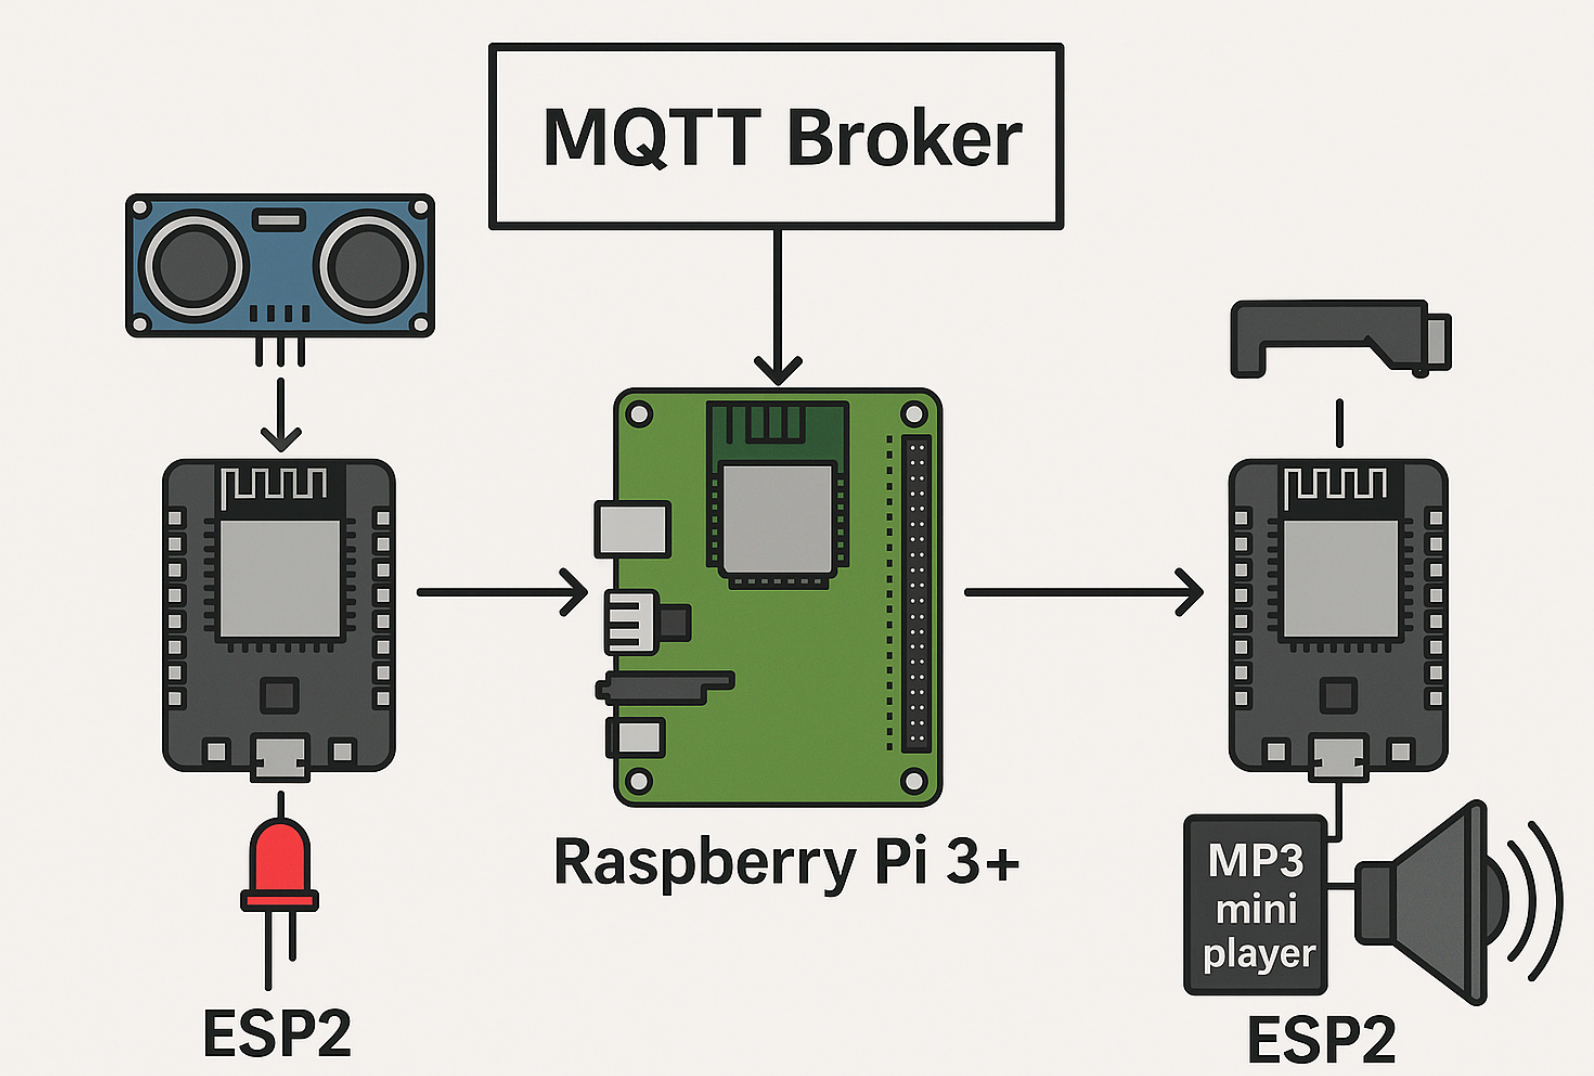 MQTT Broker
Raspberry Pi 3+
MP3
mini
player
ESP2
ESP2